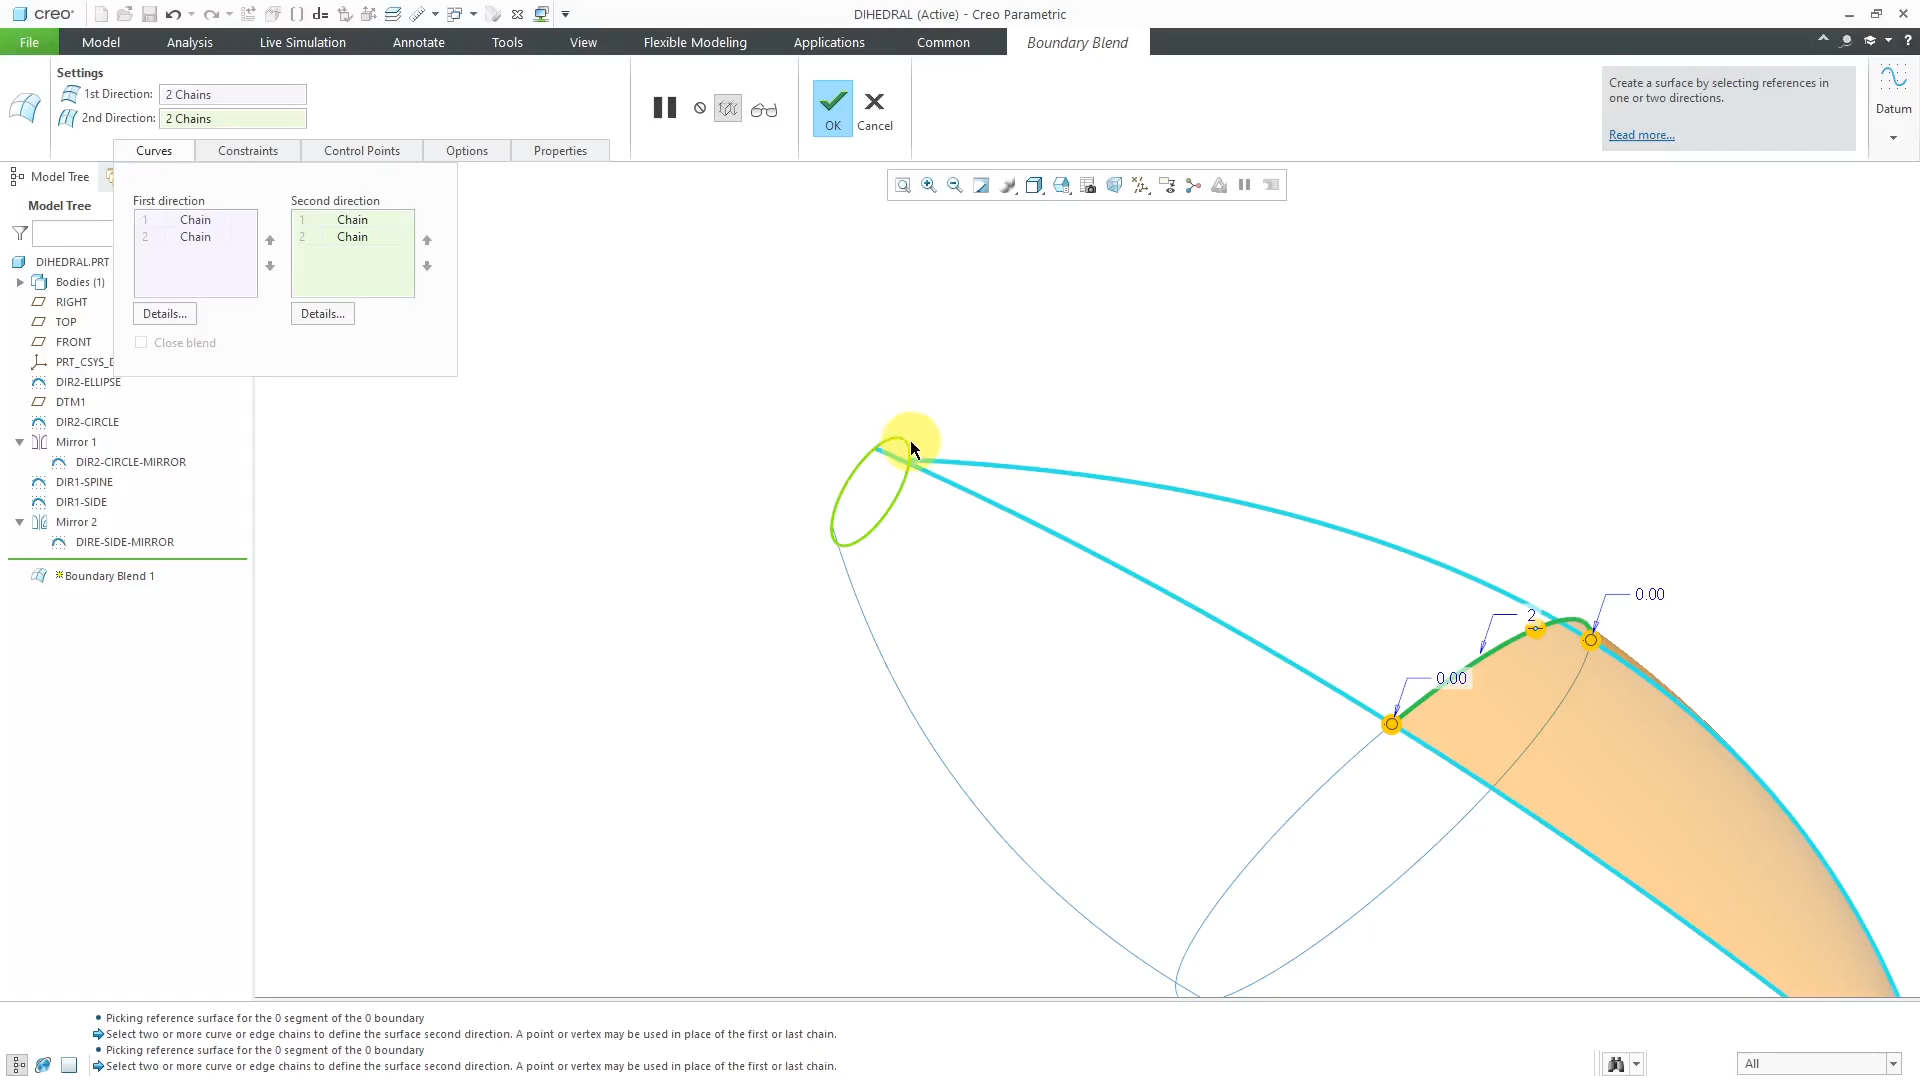 creo
DIHEDRAL (Active) - Creo Parametric
File
Model
Analysis
Live Simulation
Annotate
Tools
View
Flexible Modeling
Applications
Common
Boundary Blend
Settings
1st Direction:
2 Chains
2nd Direction:
2 Chains
OK
Cancel
Create a surface by selecting references in
one or two directions.
Read more...
Datum
Curves
Constraints
Control Points
Options
Properties
Model Tree
Model Tree
First direction
1 Chain
2 Chain
Details...
Second direction
1 Chain
2 Chain
Details...
Close blend
DIHEDRAL.PRT
Bodies (1)
RIGHT
TOP
FRONT
PRT_CSYS_D
DIR2-ELLIPSE
DTM1
DIR2-CIRCLE
Mirror 1
DIR2-CIRCLE-MIRROR
DIR1-SPINE
DIR1-SIDE
Mirror 2
DIRE-SIDE-MIRROR
Boundary Blend 1
0.00
2
0.00
Picking reference surface for the 0 segment of the 0 boundary
Select two or more curve or edge chains to define the surface second direction. A point or vertex may be used in place of the first or last chain.
Picking reference surface for the 0 segment of the 0 boundary
Select two or more curve or edge chains to define the surface second direction. A point or vertex may be used in place of the first or last chain.
All